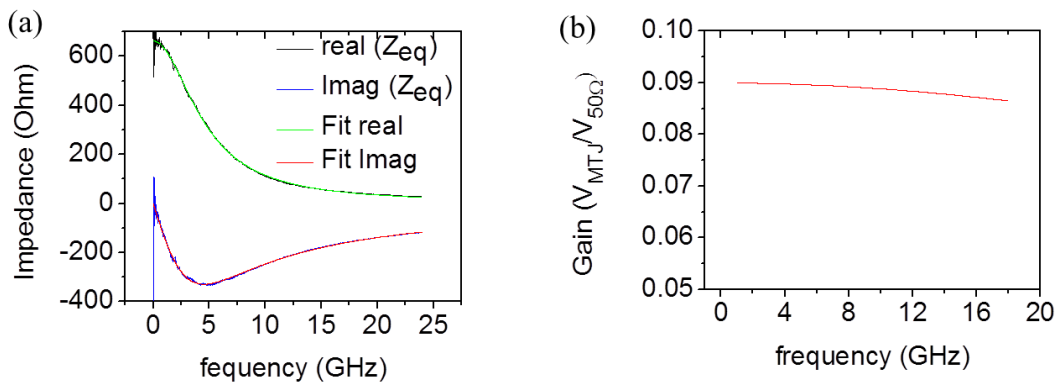 (a)
Impedance (Ohm)
600
400
200
0
-200
-400
real (Zeq)
Imag (Zeq)
Fit real
Fit Imag
0 5 10 15 20 25
fequency (GHz)
(b)
Gain (VMTJ/V50Ω)
0.10
0.09
0.08
0.07
0.06
0.05
0 4 8 12 16 20
frequency (GHz)